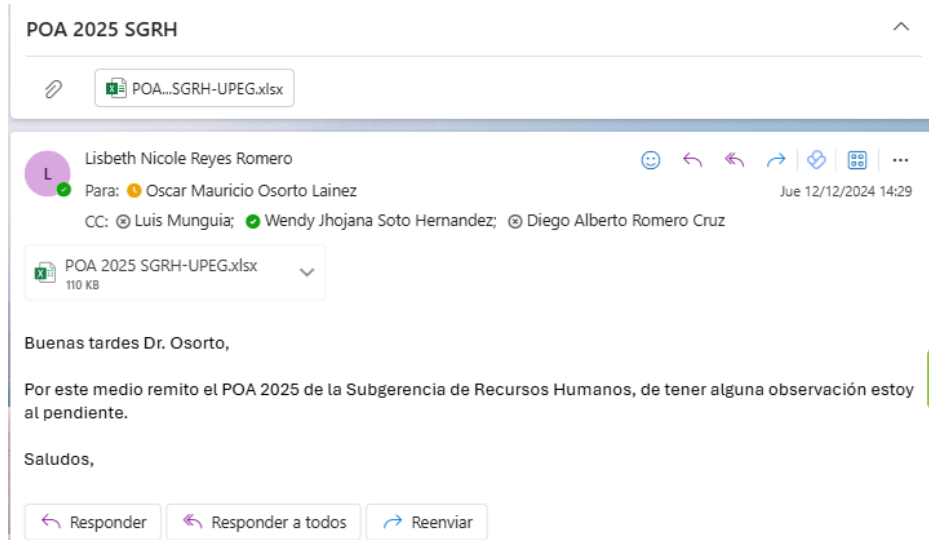 POA 2025 SGRH
POA...SGRH-UPEG.xlsx
L
Lisbeth Nicole Reyes Romero
Para: Oscar Mauricio Osorto Lainez
Jue 12/12/2024 14:29
CC: Luis Munguia; Wendy Jhojana Soto Hernandez; Diego Alberto Romero Cruz
POA 2025 SGRH-UPEG.xlsx
110 KB
Buenas tardes Dr. Osorto,
Por este medio remito el POA 2025 de la Subgerencia de Recursos Humanos, de tener alguna observación estoy
al pendiente.
Saludos,
Responder
Responder a todos
Reenviar